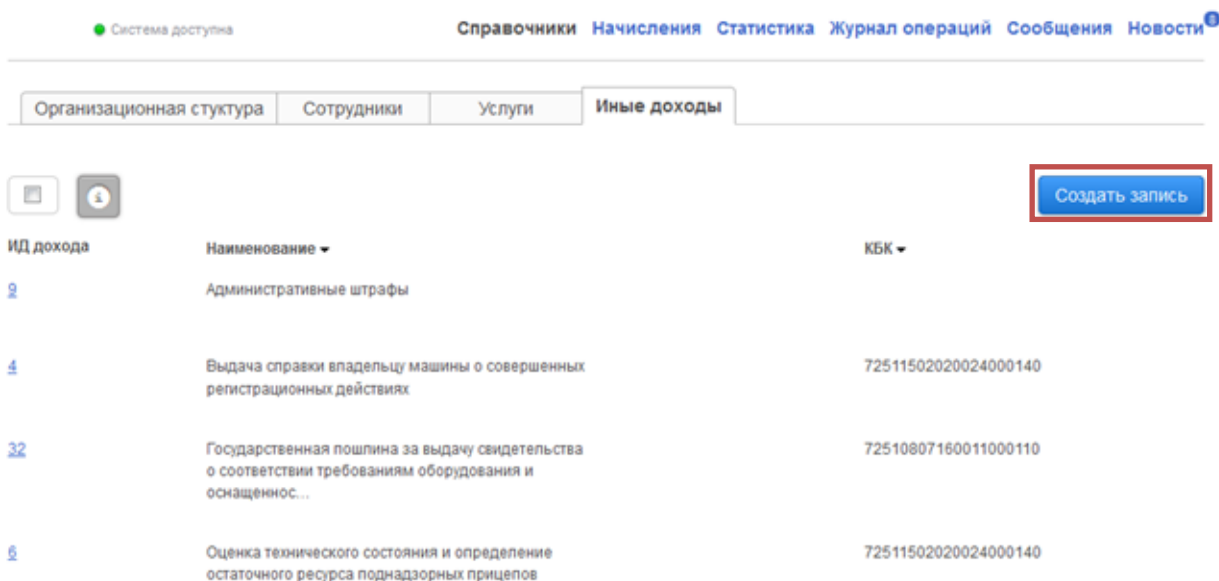 Система доступна
Справочники Начисления Статистика Журнал операций Сообщения Новости 8
Организационная стуктура Сотрудники Услуги Иные доходы
Создать запись
ИД дохода Наименование КБК
9 Административные штрафы
4 Выдача справки владельцу машины о совершенных 72511502020024000140
регистрационных действиях
32 Государственная пошлина за выдачу свидетельства 72510807160011000110
о соответствии требованиям оборудования и
оснащеннос...
6 Оценка технического состояния и определение 72511502020024000140
остаточного ресурса поднадзорных прицепов